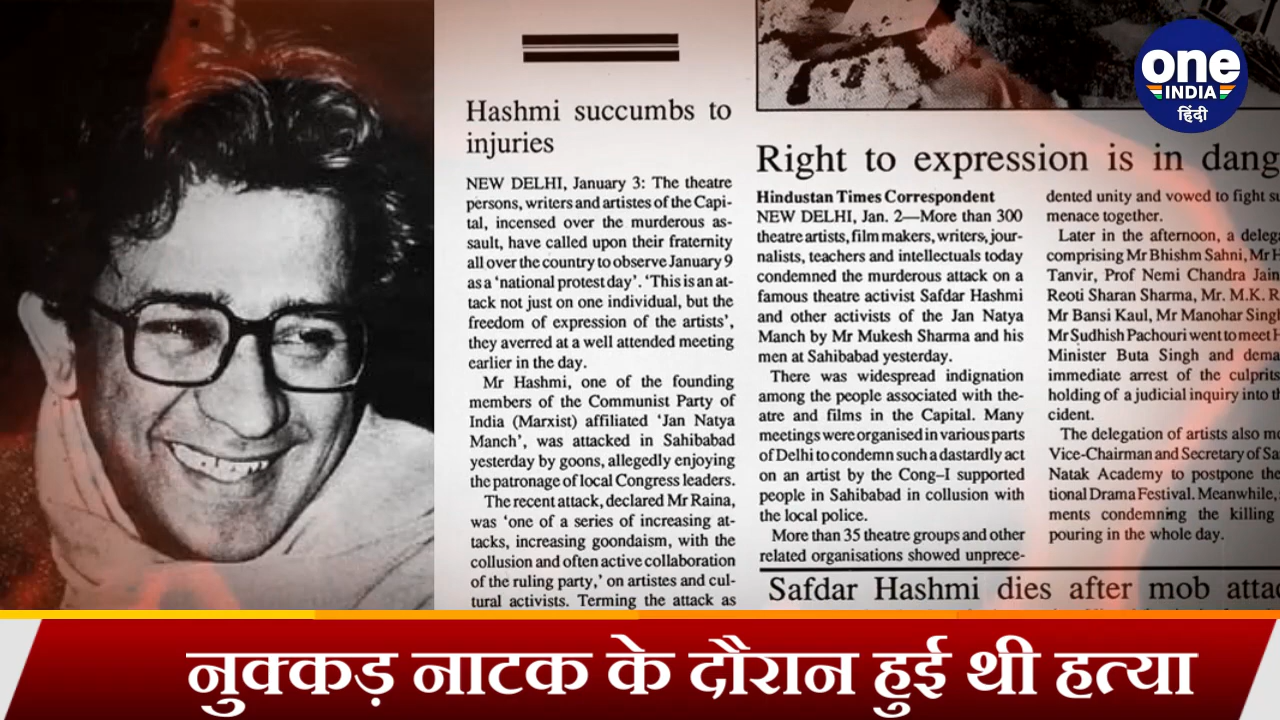 one
INDIA
हिंदी
Hashmi succumbs to
injuries
NEW DELHI, January 3: The theatre
persons, writers and artistes of the Capi-
tal, incensed over the murderous as-
sault, have called upon their fraternity
all over the country to observe January 9
as a ‘national protest day’. ‘This is an at-
tack not just on one individual, but the
freedom of expression of the artists’,
they averred at a well attended meeting
earlier in the day.
Mr Hashmi, one of the founding
members of the Communist Party of
India (Marxist) affiliated ‘Jan Natya
Manch’, was attacked in Sahibabad
yesterday by goons, allegedly enjoying
the patronage of local Congress leaders.
The recent attack, declared Mr Raina,
was ‘one of a series of increasing at-
tacks, increasing goondaism, with the
collusion and often active collaboration
of the ruling party,’ on artistes and cul-
tural activists. Terming the attack as
Right to expression is in dang
Hindustan Times Correspondent
NEW DELHI, Jan. 2—More than 300
theatre artists, film makers, writers, jour-
nalists, teachers and intellectuals today
condemned the murderous attack on a
famous theatre activist Safdar Hashmi
and other activists of the Jan Natya
Manch by Mr Mukesh Sharma and his
men at Sahibabad yesterday.
There was widespread indignation
among the people associated with the-
atre and films in the Capital. Many
meetings were organised in various parts
of Delhi to condemn such a dastardly act
on an artist by the Cong–I supported
people in Sahibabad in collusion with
the local police.
More than 35 theatre groups and other
related organisations showed unprece-
dented unity and vowed to fight su
menace together.
Later in the afternoon, a delega
comprising Mr Bhishm Sahni, Mr H
Tanvir, Prof Nemi Chandra Jain
Reoti Sharan Sharma, Mr. M.K. R
Mr Bansi Kaul, Mr Manohar Singh
Mr Sudhish Pachouri went to meet H
Minister Buta Singh and dema
immediate arrest of the culprits
holding of a judicial inquiry into th
cident.
The delegation of artists also me
Vice-Chairman and Secretary of Sa
Natak Academy to postpone the
tional Drama Festival. Meanwhile,
ments condemning the killing
pouring in the whole day.
Safdar Hashmi dies after mob attac
नुक्कड़ नाटक के दौरान हुई थी हत्या